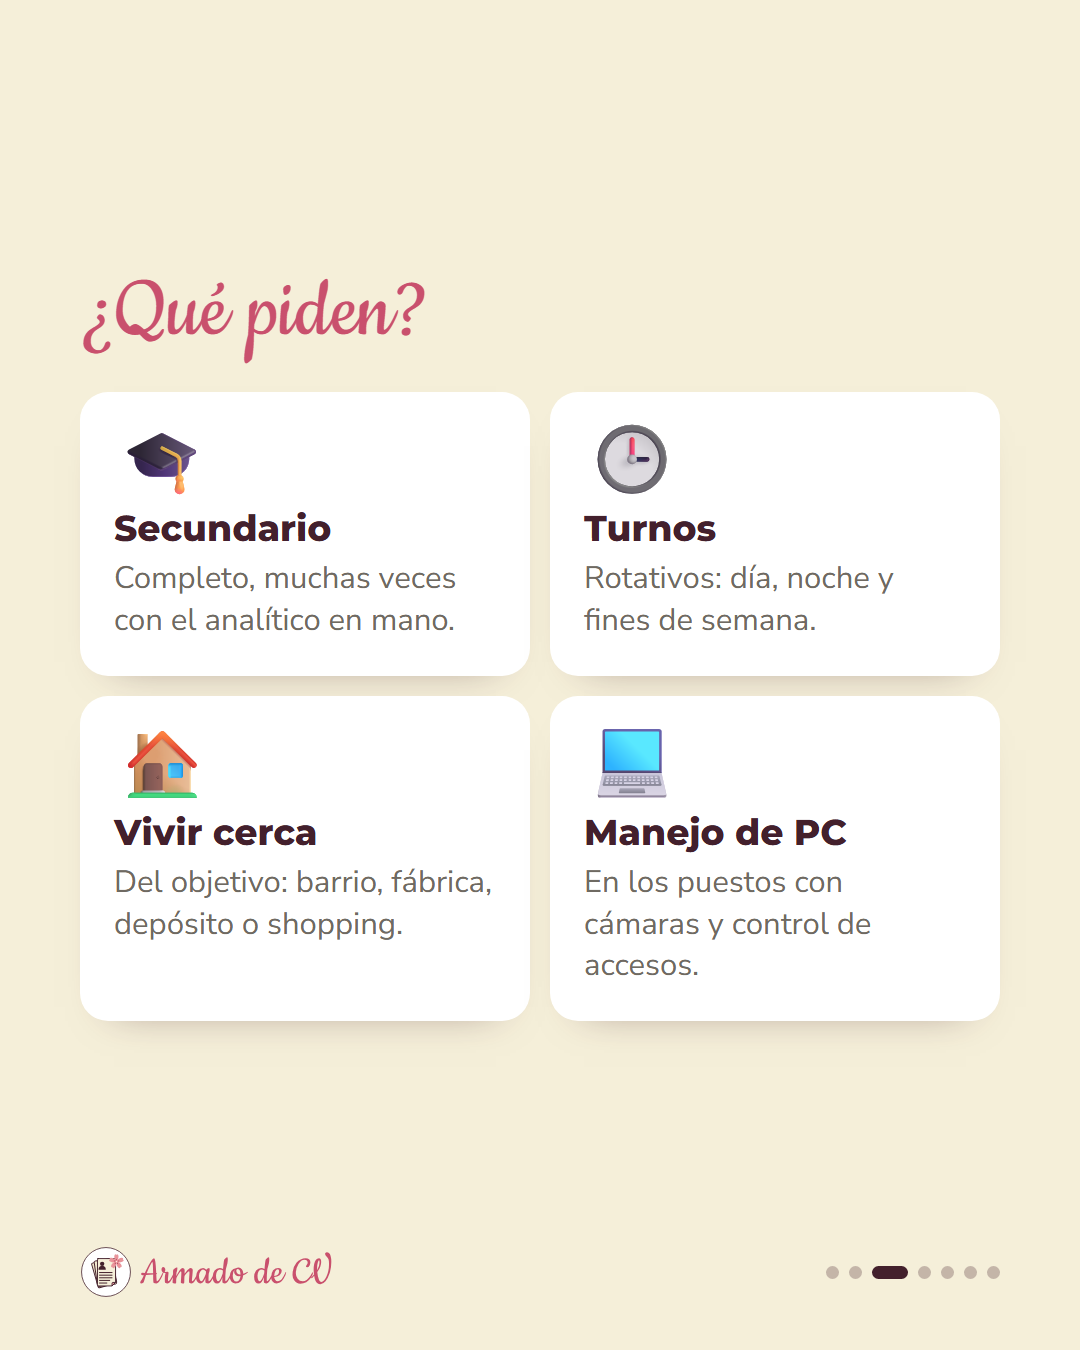 ¿Qué piden?
Secundario
Completo, muchas veces
con el analítico en mano.
Turnos
Rotativos: día, noche y
fines de semana.
Vivir cerca
Del objetivo: barrio, fábrica,
depósito o shopping.
Manejo de PC
En los puestos con
cámaras y control de
accesos.
Armado de CV